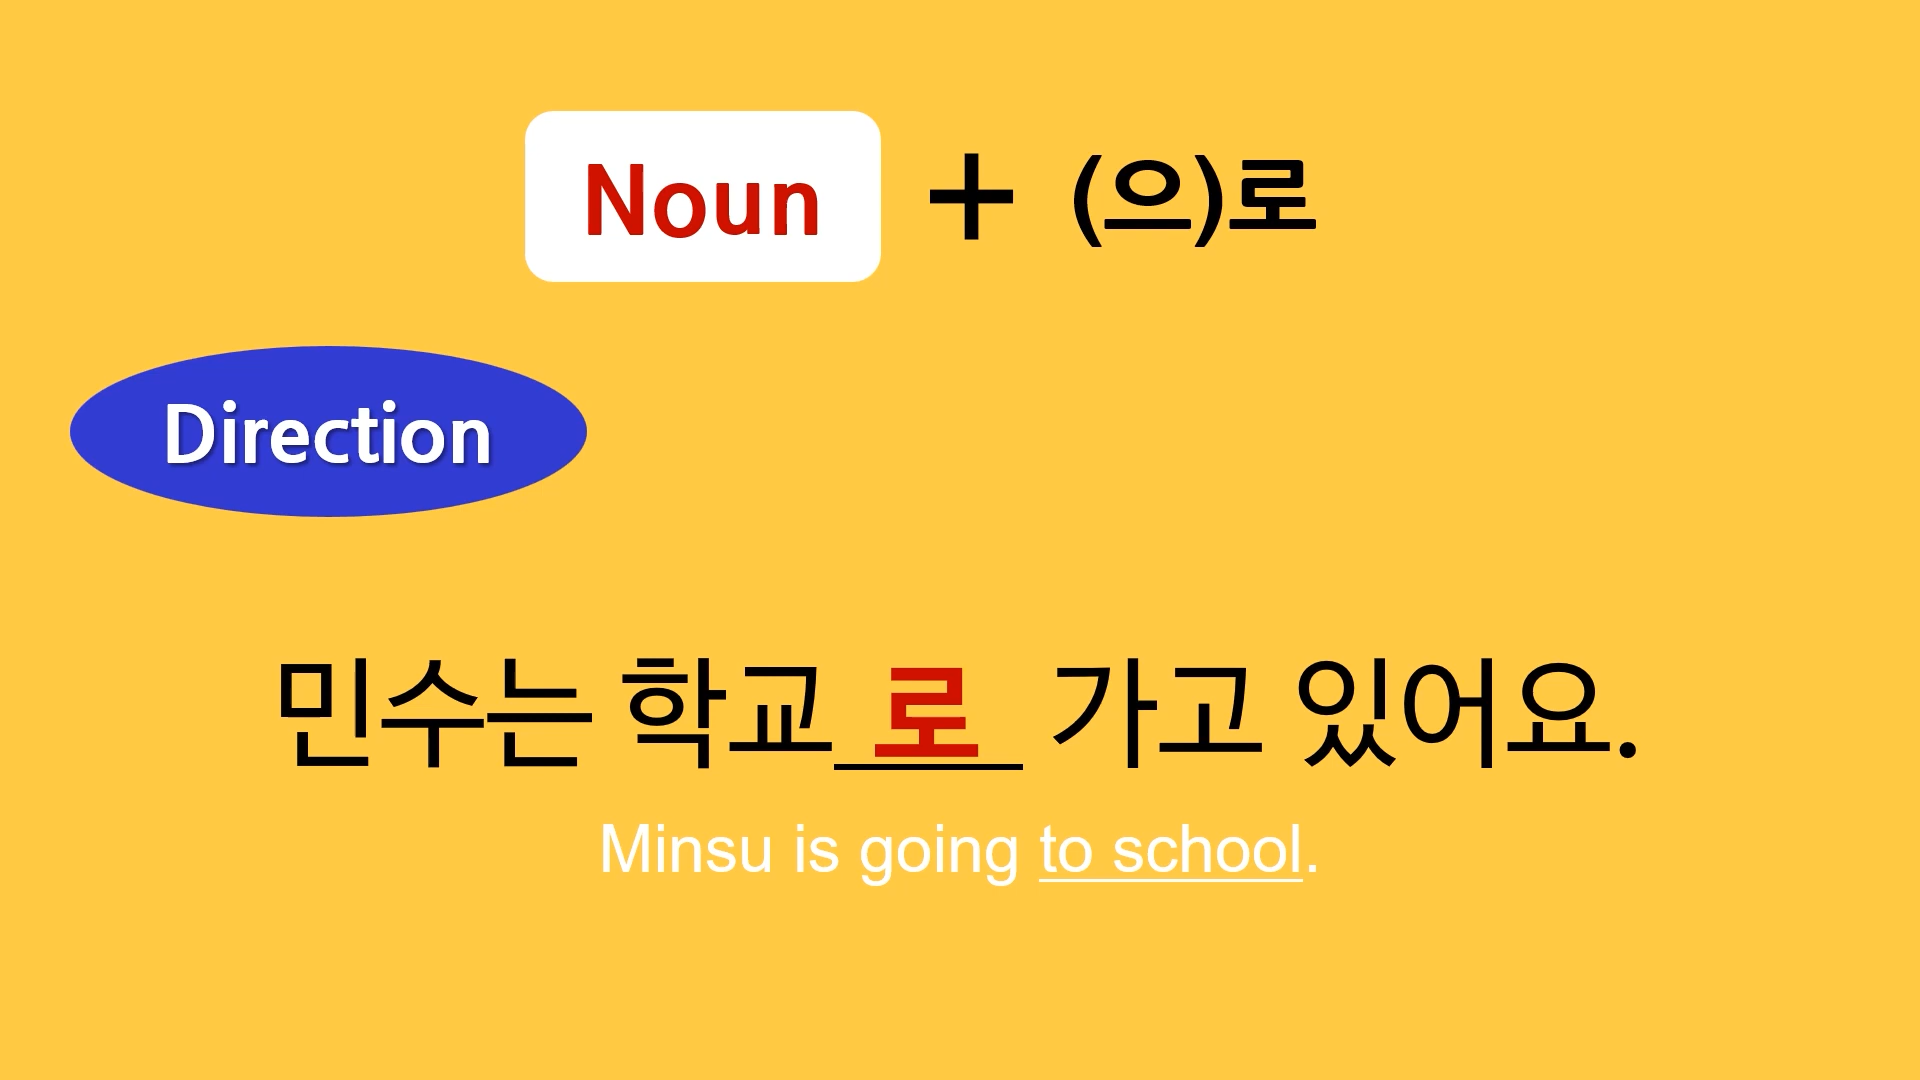 Noun + (으)로
Direction
민수는 학교 로 가고 있어요.
Minsu is going to school.